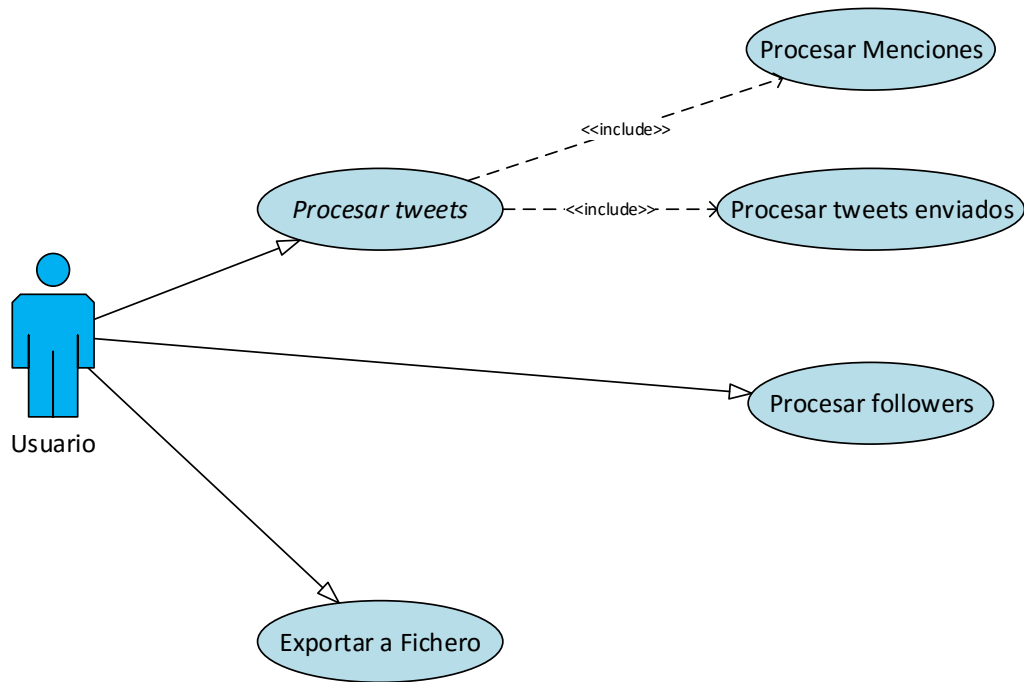 Procesar Menciones
<<include>>
Procesar tweets
<<include>>
Procesar tweets enviados
Procesar followers
Usuario
Exportar a Fichero